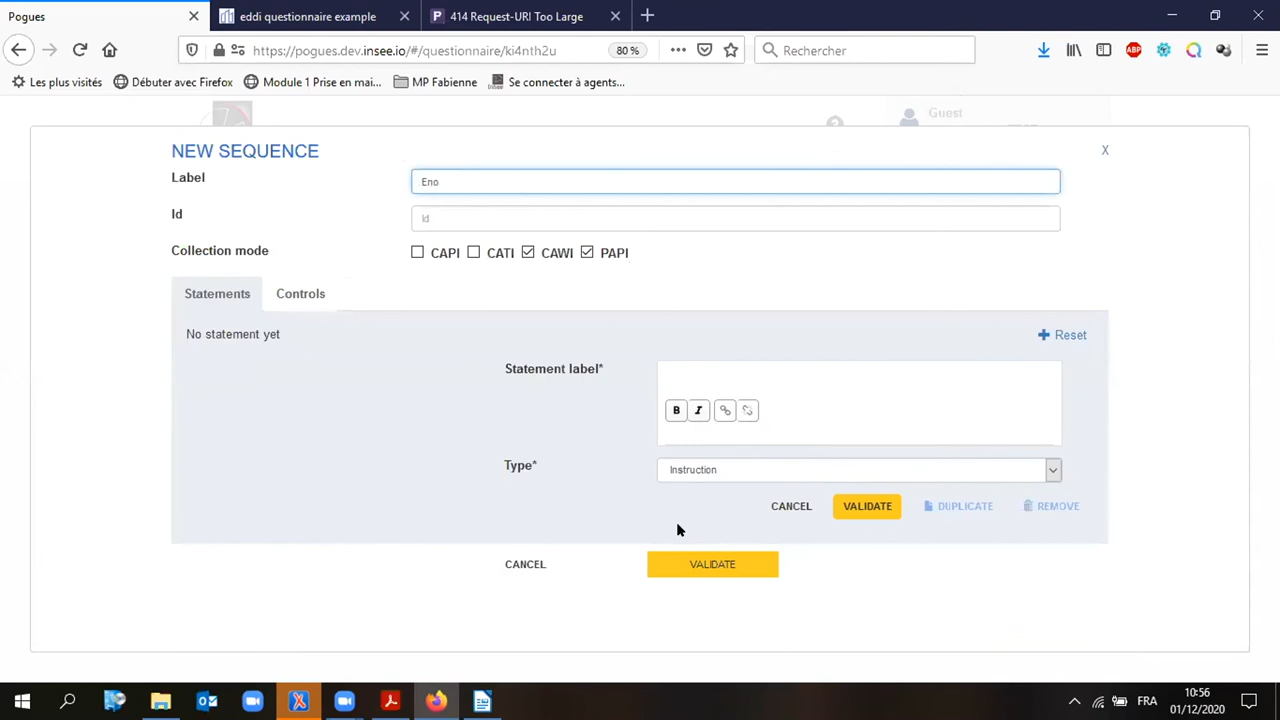 Pogues
eddi questionnaire example
414 Request-URI Too Large
https://pogues.dev.insee.io/#/questionnaire/ki4nth2u
80 %
Rechercher
ABP
Les plus visités
Débuter avec Firefox
Module 1 Prise en mai...
MP Fabienne
Se connecter à agents...
Guest
NEW SEQUENCE
X
Label
Eno
Id
Id
Collection mode
CAPI CATI CAWI PAPI
Statements Controls
No statement yet
Reset
Statement label*
B I
Type*
Instruction
CANCEL VALIDATE DUPLICATE REMOVE
CANCEL VALIDATE
FRA
10:56
01/12/2020